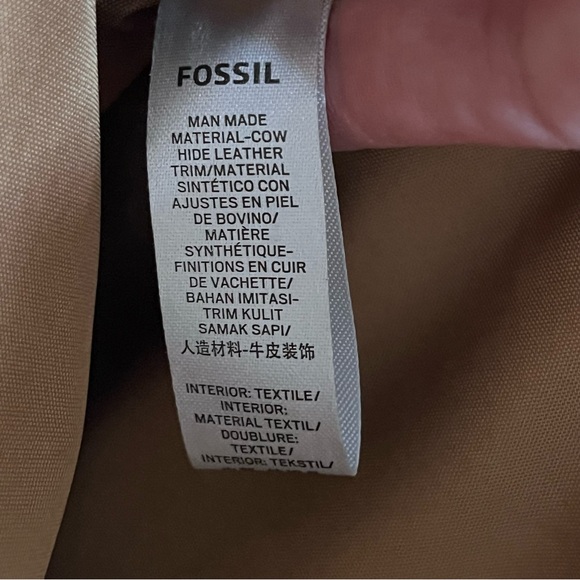 FOSSIL
MAN MADE
MATERIAL-COW
HIDE LEATHER
TRIM/MATERIAL
SINTÉTICO CON
AJUSTES EN PIEL
DE BOVINO/
MATIÈRE
SYNTHÉTIQUE-
FINITIONS EN CUIR
DE VACHETTE/
BAHAN IMITASI-
TRIM KULIT
SAMAK SAPI/
人造材料-牛皮装饰
INTERIOR: TEXTILE/
INTERIOR:
MATERIAL TEXTIL/
DOUBLURE:
TEXTILE/
INTERIOR: TEKSTIL/